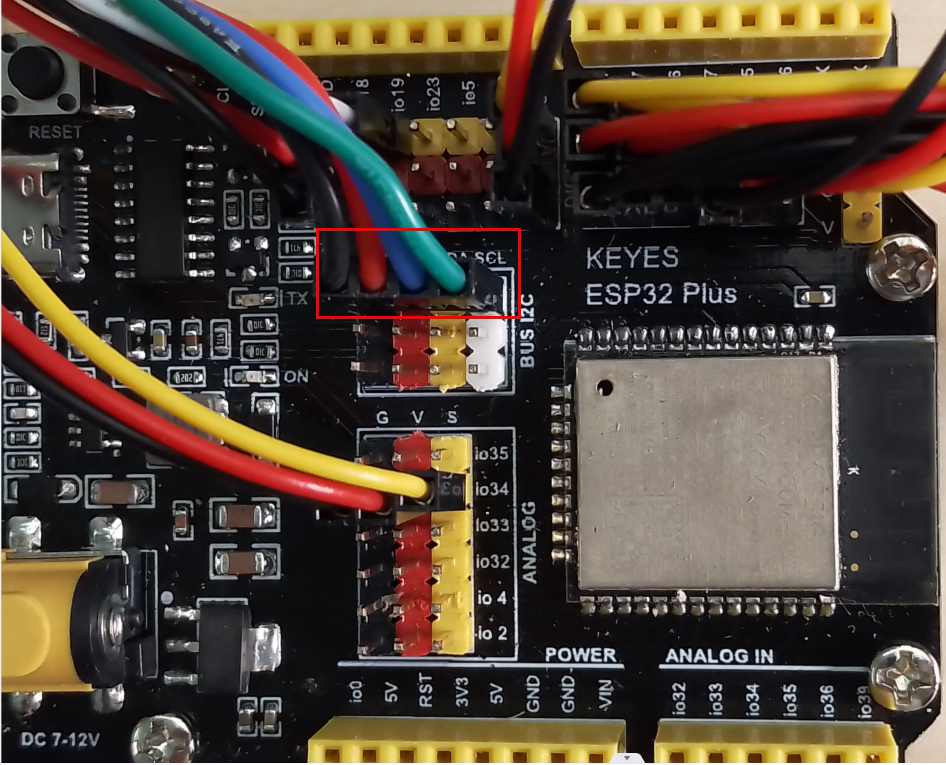 io19
io23
io5
RESET
SCL
KEYES
ESP32 Plus
TX
BUS I2C
ON
G V S
io35
io34
io33
io32
io 4
io 2
ANALOG
POWER
ANALOG IN
io0
5V
RST
3V3
5V
GND
GND
VIN
io32
io33
io34
io35
io36
io39
DC 7-12V